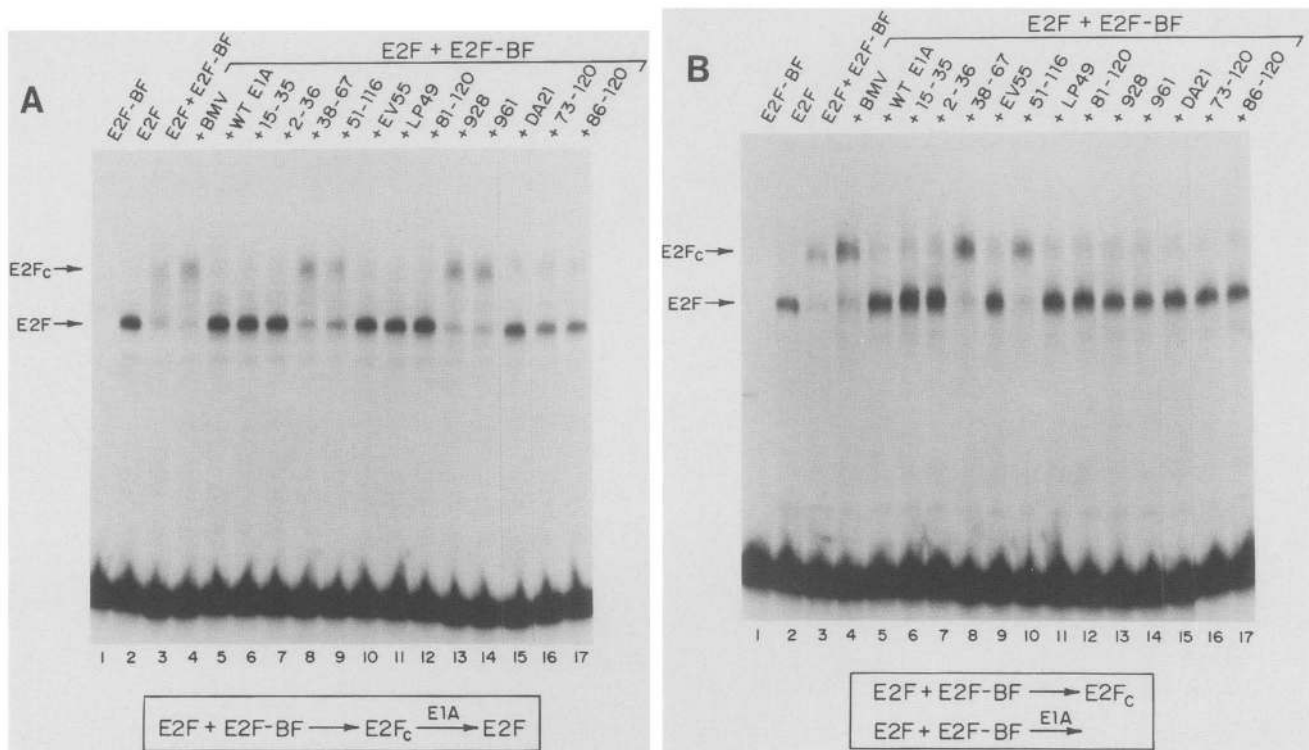 A
E2F + E2F-BF
E2F-BF
E2F
E2F + E2F-BF
+ BMV
+ WT E1A
+ 15-35
+ 2-36
+ 38-67
+ 51-116
+ EV55
+ LP49
+ 81-120
+ 928
+ 961
+ DA21
+ 73-120
+ 86-120
E2Fc
E2F
1 2 3 4 5 6 7 8 9 10 11 12 13 14 15 16 17
E2F + E2F-BF E2Fc E1A E2F
B
E2F + E2F-BF
E2F-BF
E2F
E2F + E2F-BF
+ BMV
+ WT E1A
+ 15-35
+ 2-36
+ 38-67
+ EV55
+ 51-116
+ LP49
+ 81-120
+ 928
+ 961
+ DA21
+ 73-120
+ 86-120
E2Fc
E2F
1 2 3 4 5 6 7 8 9 10 11 12 13 14 15 16 17
E2F + E2F-BF E2Fc
E2F + E2F-BF E1A